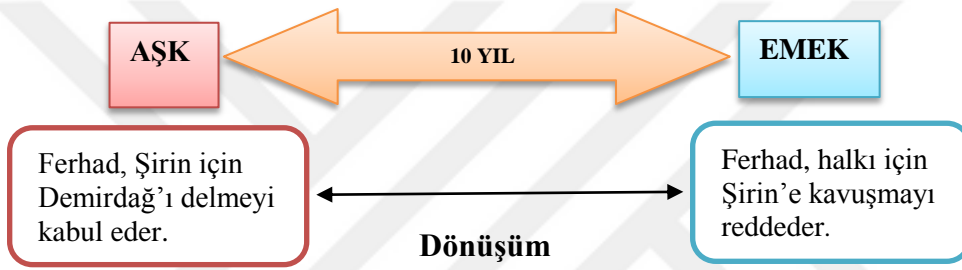 AŞK
10 YIL
EMEK
Ferhad, Şirin için
Demirdağ’ı delmeyi
kabul eder.
Ferhad, halkı için
Şirin’e kavuşmayı
reddeder.
Dönüşüm